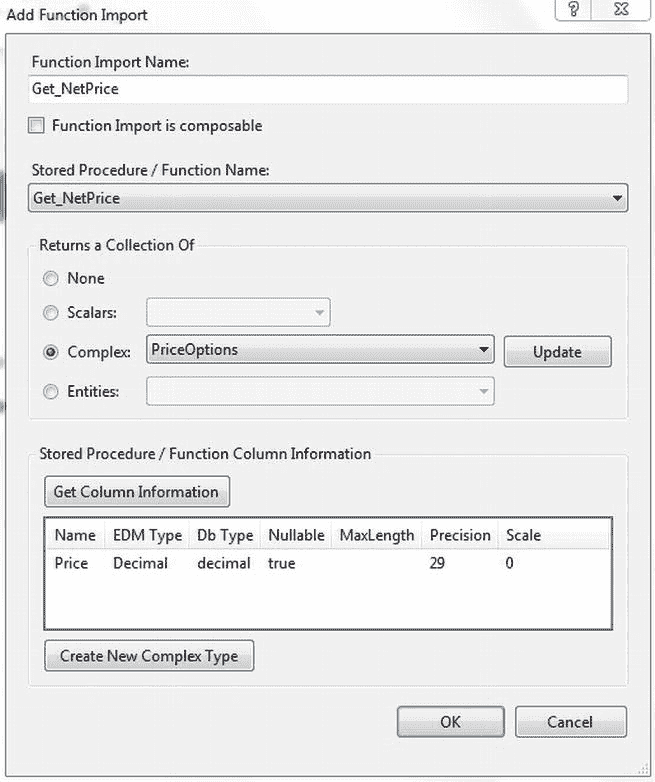 Add Function Import
?
Function Import Name:
Get_NetPrice
Function Import is composable
Stored Procedure / Function Name:
Get_NetPrice
Returns a Collection Of
None
Scalars:
Complex: PriceOptions Update
Entities:
Stored Procedure / Function Column Information
Get Column Information
Name EDM Type Db Type Nullable MaxLength Precision Scale
Price Decimal decimal true 29 0
Create New Complex Type
OK Cancel